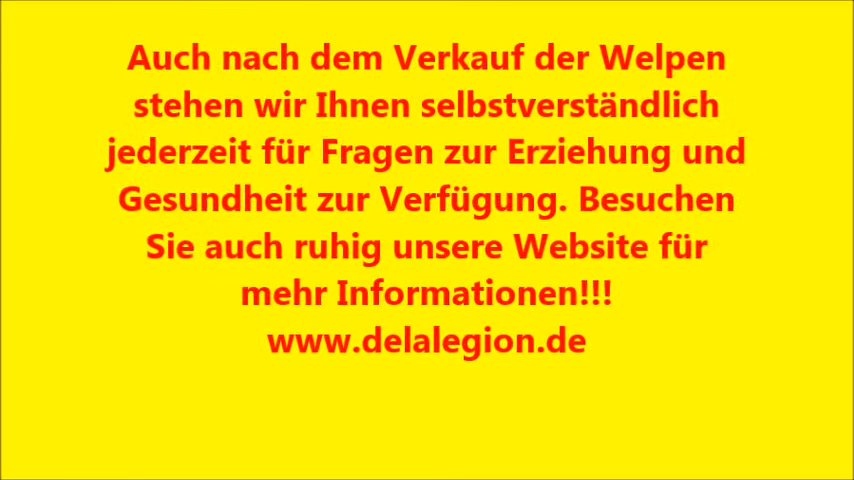 Auch nach dem Verkauf der Welpen
stehen wir Ihnen selbstverständlich
jederzeit für Fragen zur Erziehung und
Gesundheit zur Verfügung. Besuchen
Sie auch ruhig unsere Website für
mehr Informationen!!!
www.delalegion.de